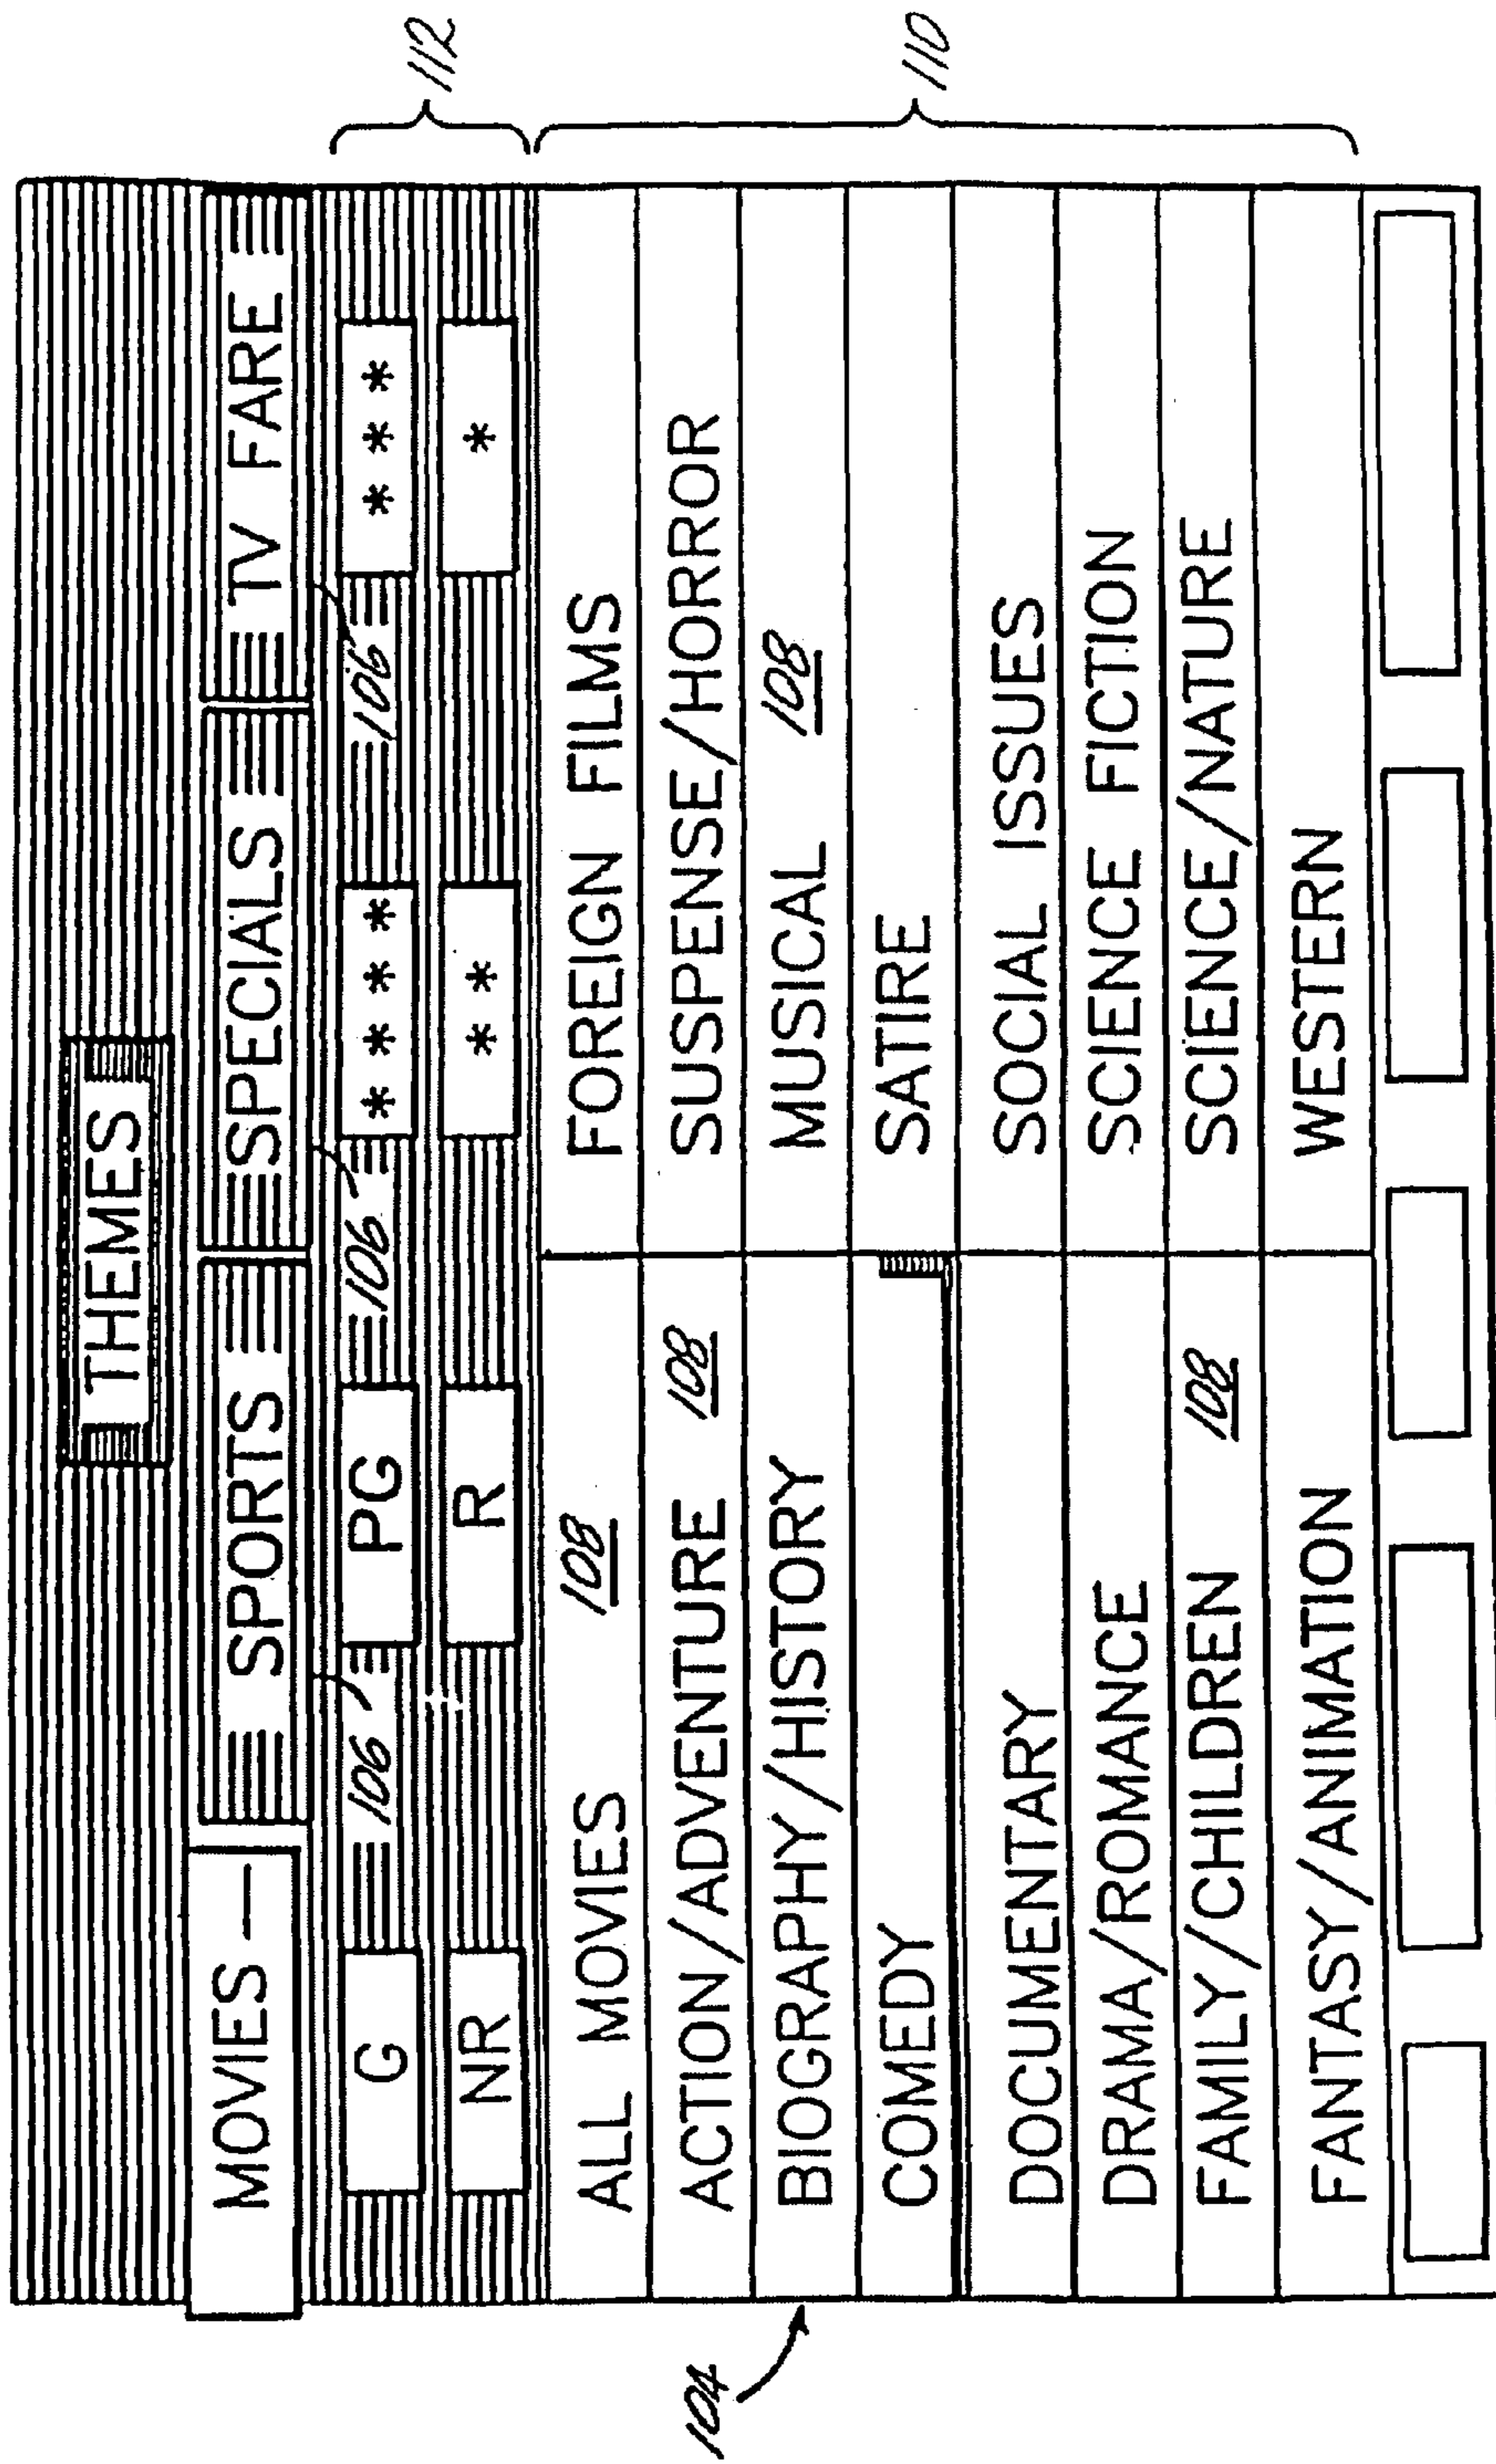 THEMES
MOVIES — SPORTS SPECIALS TV FARE
106 106 106
G PG **** ***
NR R ** *
112
ALL MOVIES 108 FOREIGN FILMS
ACTION/ADVENTURE 108 SUSPENSE/HORROR
BIOGRAPHY/HISTORY MUSICAL 108
COMEDY SATIRE
DOCUMENTARY SOCIAL ISSUES
DRAMA/ROMANCE SCIENCE FICTION
FAMILY/CHILDREN 108 SCIENCE/NATURE
FANTASY/ANIMATION WESTERN
110
104